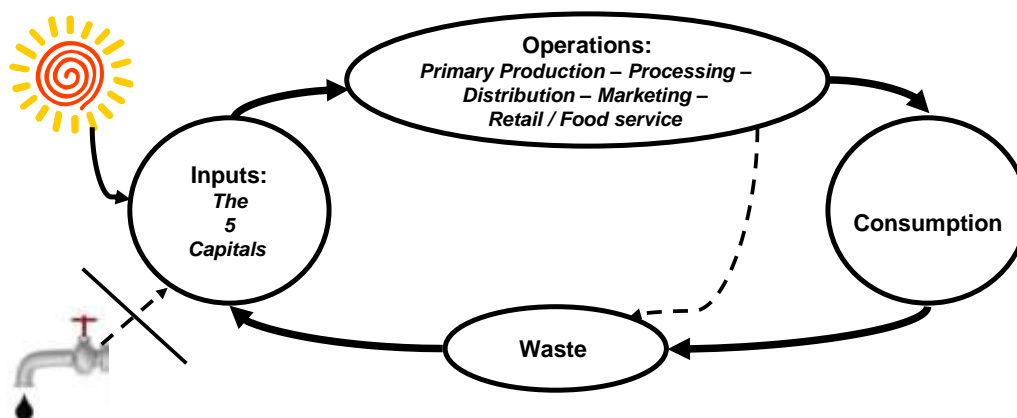 Operations:
Primary Production – Processing –
Distribution – Marketing –
Retail / Food service
Inputs:
The
5
Capitals
Consumption
Waste